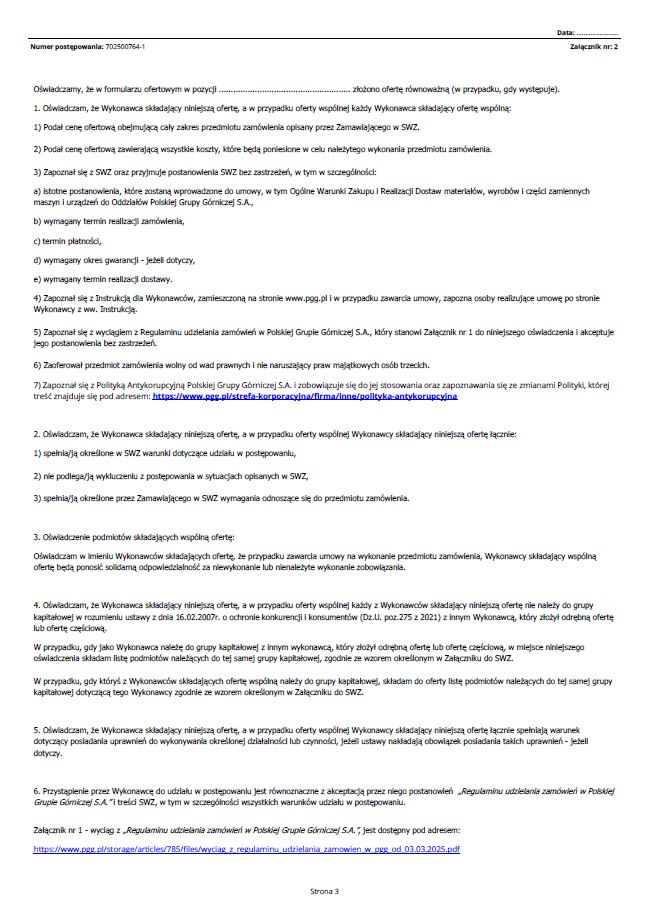 Data: ......................
Numer postępowania: 702500764-1
Załącznik nr: 2
Oświadczamy, że w formularzu ofertowym w pozycji ........................................................ złożono ofertę równoważną (w przypadku, gdy występuje).
1. Oświadczam, że Wykonawca składający niniejszą ofertę, a w przypadku oferty wspólnej każdy Wykonawca składający ofertę wspólną:
1) Podał cenę ofertową obejmującą cały zakres przedmiotu zamówienia opisany przez Zamawiającego w SWZ.
2) Podał cenę ofertową zawierającą wszystkie koszty, które będą poniesione w celu należytego wykonania przedmiotu zamówienia.
3) Zapoznał się z SWZ oraz przyjmuje postanowienia SWZ bez zastrzeżeń, w tym w szczególności:
a) istotne postanowienia, które zostaną wprowadzone do umowy, w tym Ogólne Warunki Zakupu i Realizacji Dostaw materiałów, wyrobów i części zamiennych
maszyn i urządzeń do Oddziałów Polskiej Grupy Górniczej S.A.,
b) wymagany termin realizacji zamówienia,
c) termin płatności,
d) wymagany okres gwarancji - jeżeli dotyczy,
e) wymagany termin realizacji dostawy.
4) Zapoznał się z Instrukcją dla Wykonawców, zamieszczoną na stronie www.pgg.pl i w przypadku zawarcia umowy, zapozna osoby realizujące umowę po stronie
Wykonawcy z ww. Instrukcją.
5) Zapoznał się z wyciągiem z Regulaminu udzielania zamówień w Polskiej Grupie Górniczej S.A., który stanowi Załącznik nr 1 do niniejszego oświadczenia i akceptuje
jego postanowienia bez zastrzeżeń.
6) Zaoferował przedmiot zamówienia wolny od wad prawnych i nie naruszający praw majątkowych osób trzecich.
7) Zapoznał się z Polityką Antykorupcyjną Polskiej Grupy Górniczej S.A. i zobowiązuje się do jej stosowania oraz zapoznawania się ze zmianami Polityki, której
treść znajduje się pod adresem: https://www.pgg.pl/strefa-korporacyjna/firma/inne/polityka-antykorupcyjna
2. Oświadczam, że Wykonawca składający niniejszą ofertę, a w przypadku oferty wspólnej Wykonawcy składający niniejszą ofertę łącznie:
1) spełnia/ją określone w SWZ warunki dotyczące udziału w postępowaniu,
2) nie podlega/ją wykluczeniu z postępowania w sytuacjach opisanych w SWZ,
3) spełnia/ją określone przez Zamawiającego w SWZ wymagania odnoszące się do przedmiotu zamówienia.
3. Oświadczenie podmiotów składających wspólną ofertę:
Oświadczam w imieniu Wykonawców składających ofertę, że przypadku zawarcia umowy na wykonanie przedmiotu zamówienia, Wykonawcy składający wspólną
ofertę będą ponosić solidarną odpowiedzialność za niewykonanie lub nienależyte wykonanie zobowiązania.
4. Oświadczam, że Wykonawca składający niniejszą ofertę, a w przypadku oferty wspólnej każdy z Wykonawca składający niniejszą ofertę nie należy do grupy
kapitałowej w rozumieniu ustawy z dnia 16.02.2007r. o ochronie konkurencji i konsumentów (Dz.U. poz.275 z 2021) z innym Wykonawcą, który złożył odrębną ofertę
lub ofertę częściową.
W przypadku, gdy jako Wykonawca należę do grupy kapitałowej z innym wykonawcą, który złożył odrębną ofertę lub ofertę częściową, w miejsce niniejszego
oświadczenia składam listę podmiotów należących do tej samej grupy kapitałowej, zgodnie ze wzorem określonym w Załączniku do SWZ.
W przypadku, gdy któryś z Wykonawców składających ofertę wspólną należy do grupy kapitałowej, składam do oferty listę podmiotów należących do tej samej grupy
kapitałowej dotyczącą tego Wykonawcy zgodnie ze wzorem określonym w Załączniku do SWZ.
5. Oświadczam, że Wykonawca składający niniejszą ofertę, a w przypadku oferty wspólnej Wykonawcy składający niniejszą ofertę łącznie spełniają warunek
dotyczący posiadania uprawnień do wykonywania określonej działalności lub czynności, jeżeli ustawy nakładają obowiązek posiadania takich uprawnień - jeżeli
dotyczy.
6. Przystąpienie przez Wykonawcę do udziału w postępowaniu jest równoznaczne z akceptacją przez niego postanowień „Regulaminu udzielania zamówień w Polskiej
Grupie Górniczej S.A.” i treści SWZ, w tym w szczególności wszystkich warunków udziału w postępowaniu.
Załącznik nr 1 - wyciąg z „Regulaminu udzielania zamówień w Polskiej Grupie Górniczej S.A.”, jest dostępny pod adresem:
https://www.pgg.pl/storage/articles/785/files/wyciag_z_regulaminu_udzielania_zamowien_w_pgg_od_03.03.2025.pdf
Strona 3